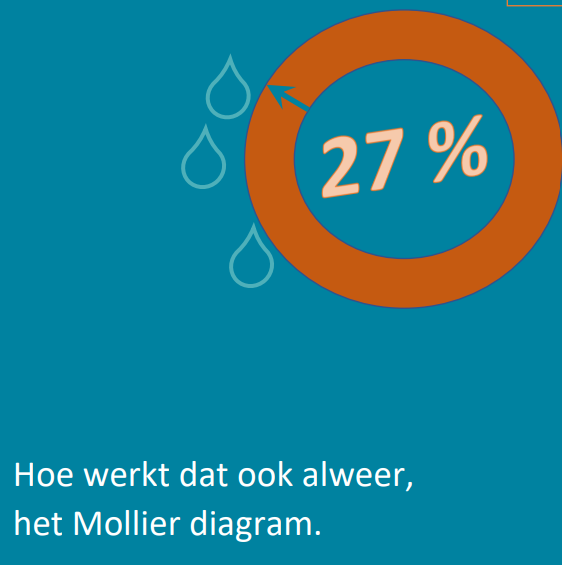 27 %
Hoe werkt dat ook alweer,
het Mollier diagram.